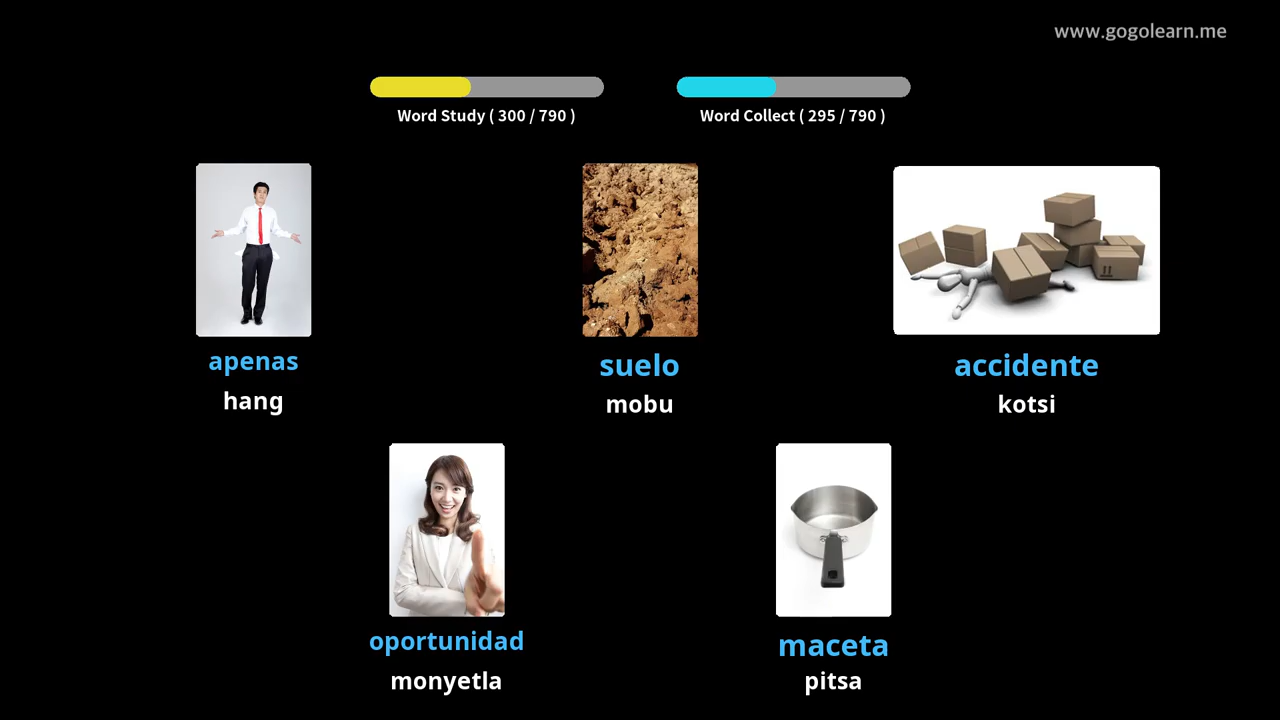 www.gogolearn.me
Word Study ( 300 / 790 )
Word Collect ( 295 / 790 )
apenas
hang
suelo
mobu
accidente
kotsi
oportunidad
monyetla
maceta
pitsa